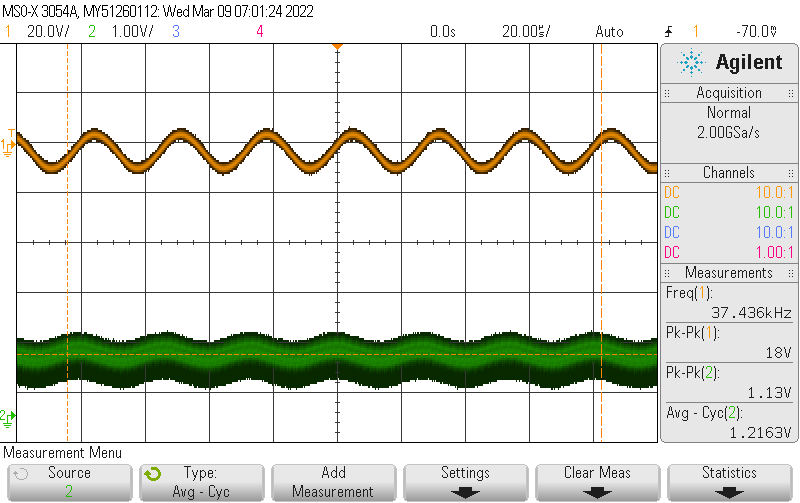 MSO-X 3054A, MY51260112: Wed Mar 09 07:01:24 2022
1 20.0V/ 2 1.00V/ 3 4 0.0s 20.00µs/ Auto 1 -70.0V
Agilent
Acquisition
Normal
2.00GSa/s
Channels
DC 10.0:1
DC 10.0:1
DC 10.0:1
DC 1.00:1
Measurements
Freq(1):
37.436kHz
Pk-Pk(1):
18V
Pk-Pk(2):
1.13V
Avg - Cyc(2):
1.2163V
T
1
2
Measurement Menu
Source
2
Type:
Avg - Cyc
Add
Measurement
Settings
Clear Meas
Statistics